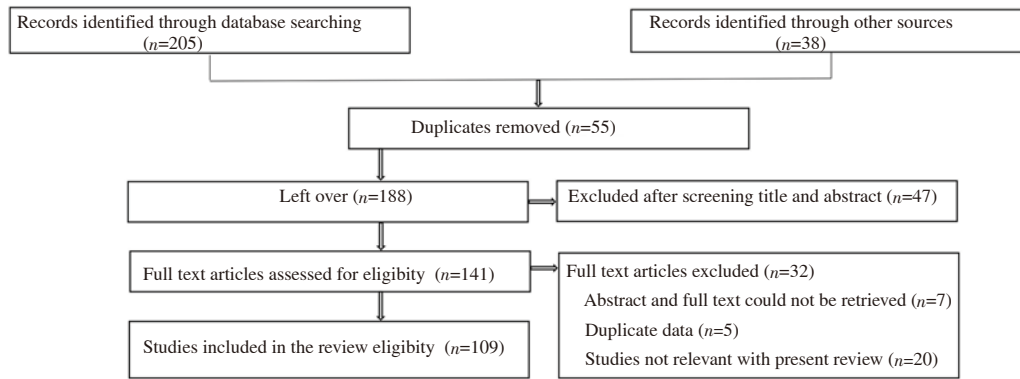 Records identified through database searching
(n=205)
Records identified through other sources
(n=38)
Duplicates removed (n=55)
Left over (n=188)
Excluded after screening title and abstract (n=47)
Full text articles assessed for eligibity (n=141)
Full text articles excluded (n=32)
Abstract and full text could not be retrieved (n=7)
Duplicate data (n=5)
Studies not relevant with present review (n=20)
Studies included in the review eligibity (n=109)